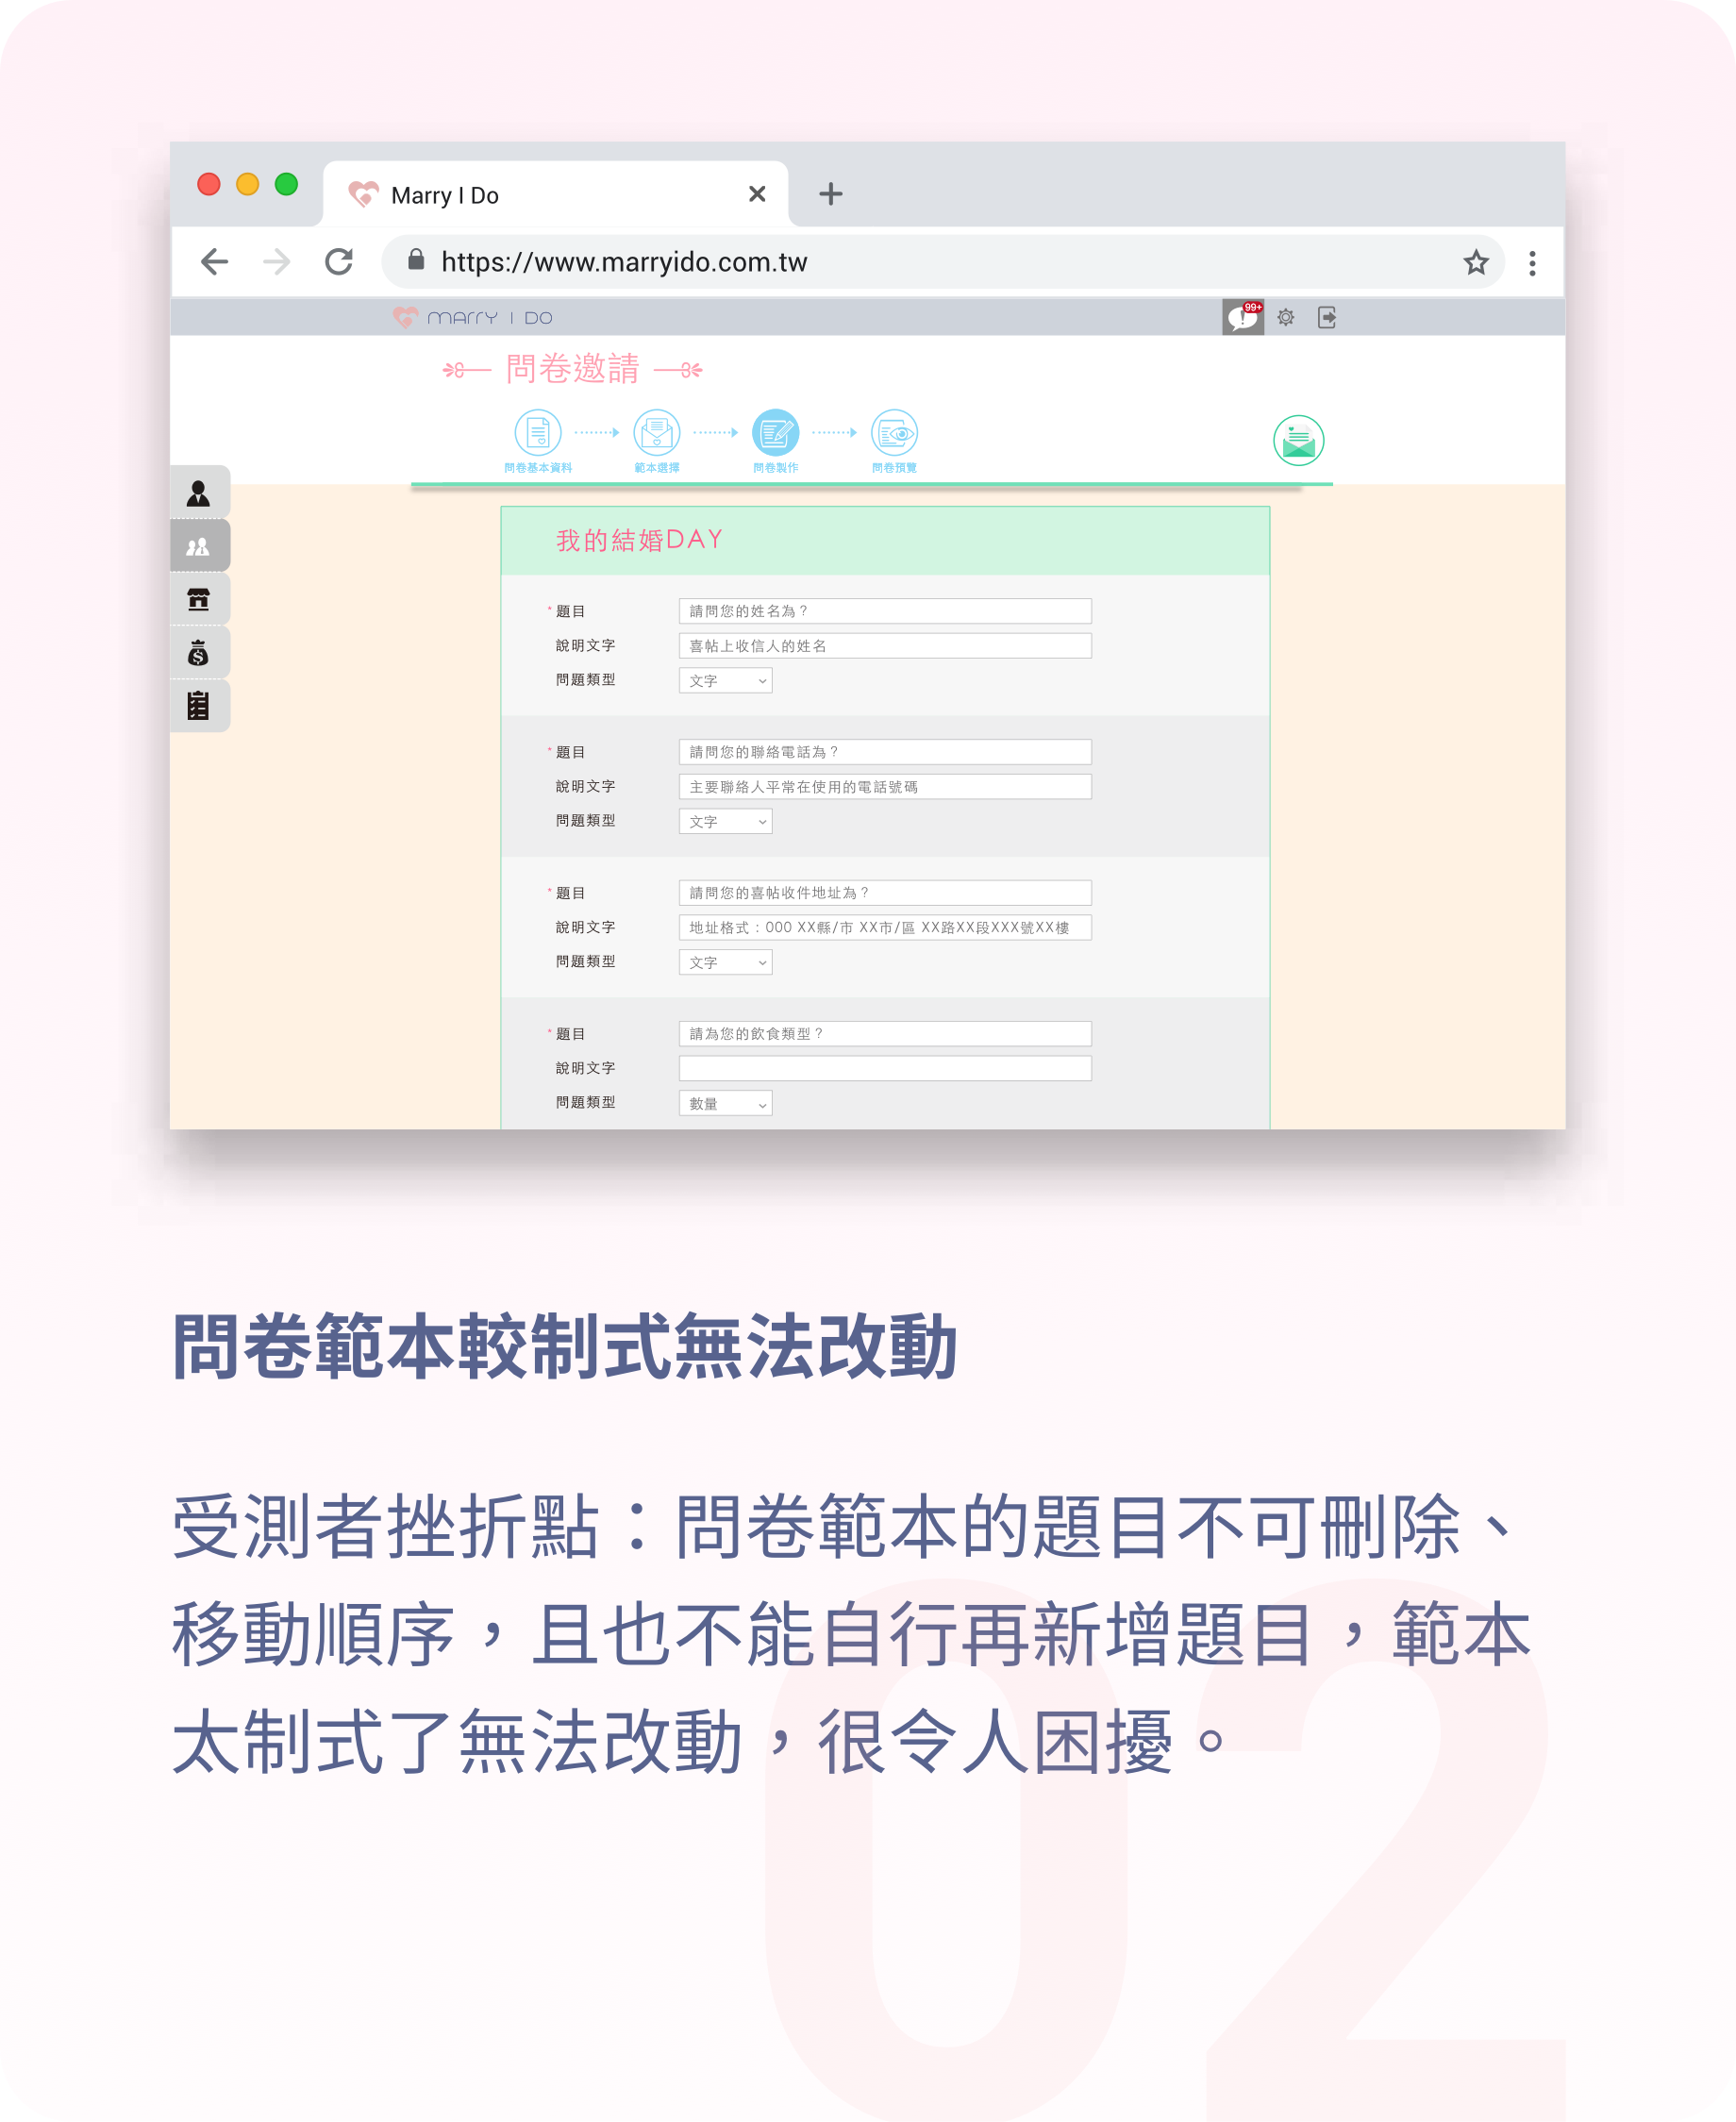 Marry I Do
https://www.marryido.com.tw
MARRY I DO
99+
問卷邀請
問卷基本資料
範本選擇
問卷製作
問卷預覽
我的結婚DAY
*題目 請問您的姓名為？
說明文字 喜帖上收信人的姓名
問題類型 文字
*題目 請問您的聯絡電話為？
說明文字 主要聯絡人平常在使用的電話號碼
問題類型 文字
*題目 請問您的喜帖收件地址為？
說明文字 地址格式：000 XX縣/市 XX市/區 XX路XX段XXX號XX樓
問題類型 文字
*題目 請為您的飲食類型？
說明文字
問題類型 數量
問卷範本較制式無法改動
受測者挫折點：問卷範本的題目不可刪除、
移動順序，且也不能自行再新增題目，範本
太制式了無法改動，很令人困擾。
02